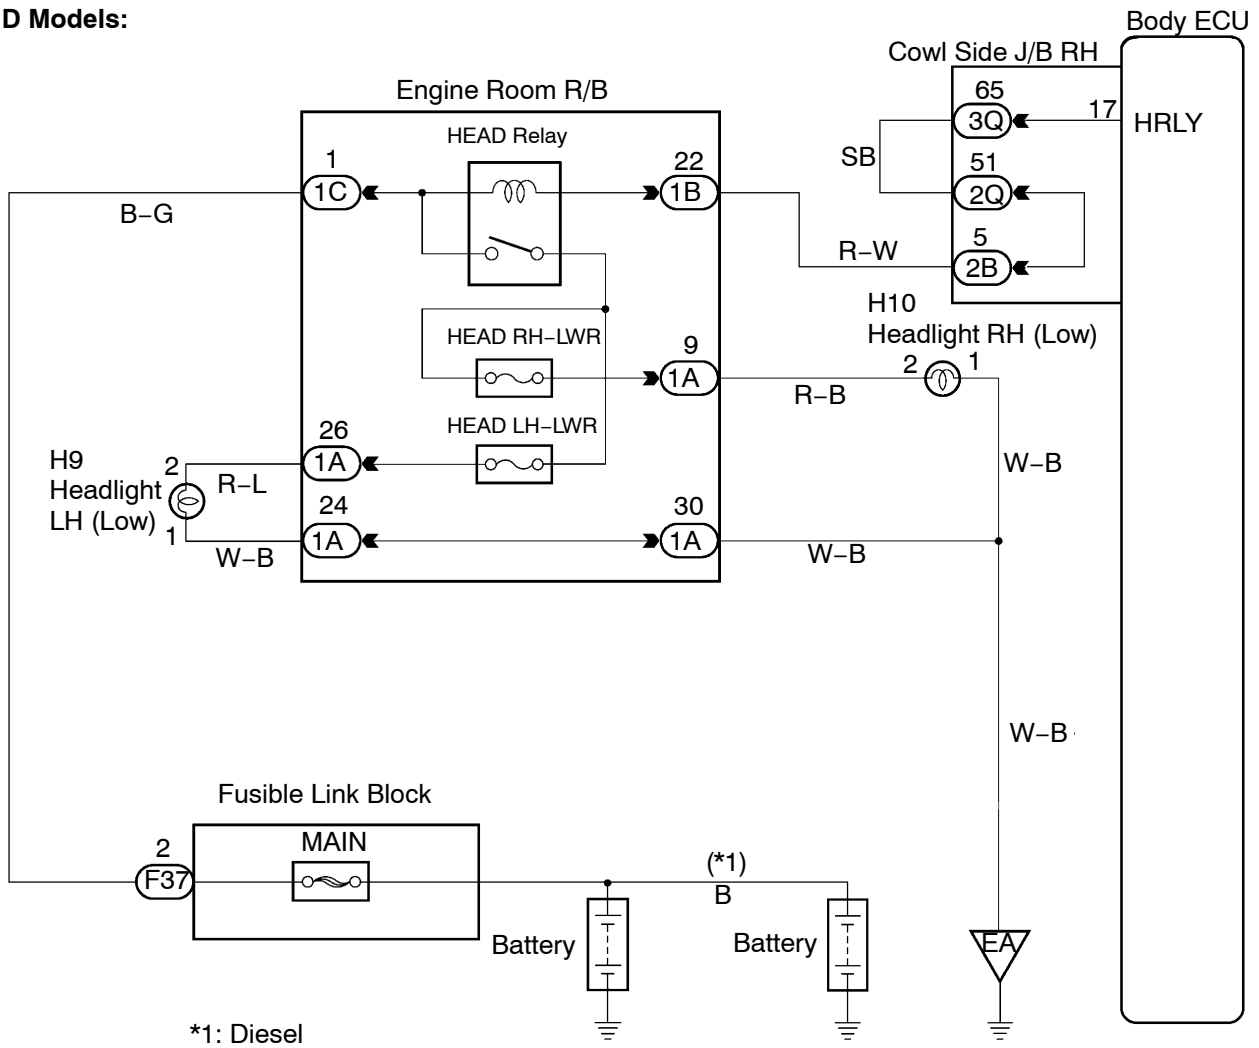 D Models:
Body ECU
Cowl Side J/B RH
Engine Room R/B
65
3Q
17
HRLY
HEAD Relay
SB
1
1C
22
1B
51
2Q
B–G
R–W
5
2B
H10
Headlight RH (Low)
HEAD RH–LWR
9
1A
2
1
R–B
HEAD LH–LWR
26
1A
H9
Headlight
LH (Low)
2
R–L
1
W–B
W–B
24
1A
30
1A
W–B
W–B
Fusible Link Block
2
F37
MAIN
(*1)
B
Battery
Battery
EA
*1: Diesel